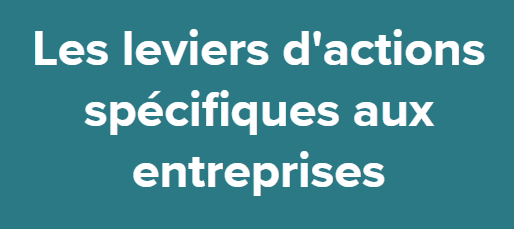 Les leviers d'actions
spécifiques aux
entreprises